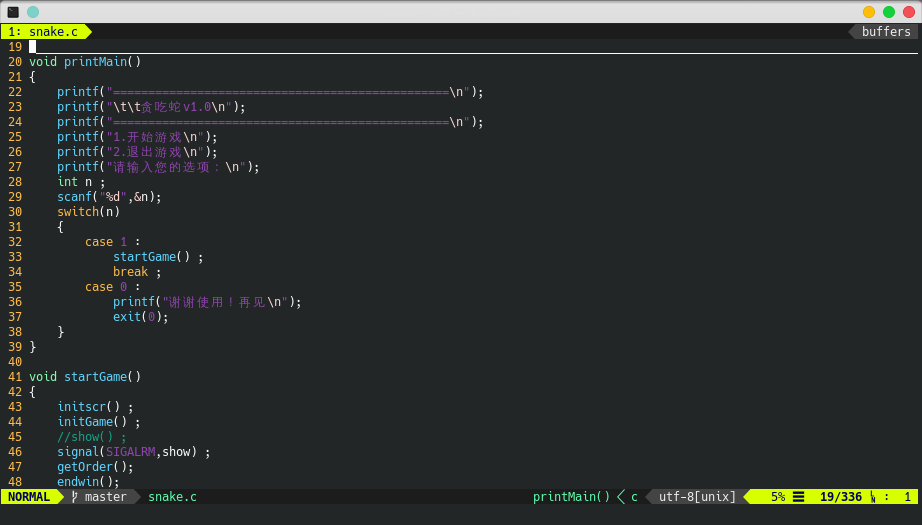 1: snake.c buffers
19
20 void printMain()
21 {
22     printf("================================================\n");
23     printf("\t\t贪吃蛇v1.0\n");
24     printf("================================================\n");
25     printf("1.开始游戏\n");
26     printf("2.退出游戏\n");
27     printf("请输入您的选项：\n");
28     int n ;
29     scanf("%d",&n);
30     switch(n)
31     {
32         case 1 :
33             startGame() ;
34             break ;
35         case 0 :
36             printf("谢谢使用！再见\n");
37             exit(0);
38     }
39 }
40
41 void startGame()
42 {
43     initscr() ;
44     initGame() ;
45     //show() ;
46     signal(SIGALRM,show) ;
47     getOrder();
48     endwin();
NORMAL master snake.c printMain() c utf-8[unix] 5% ☰ 19/336 : 1